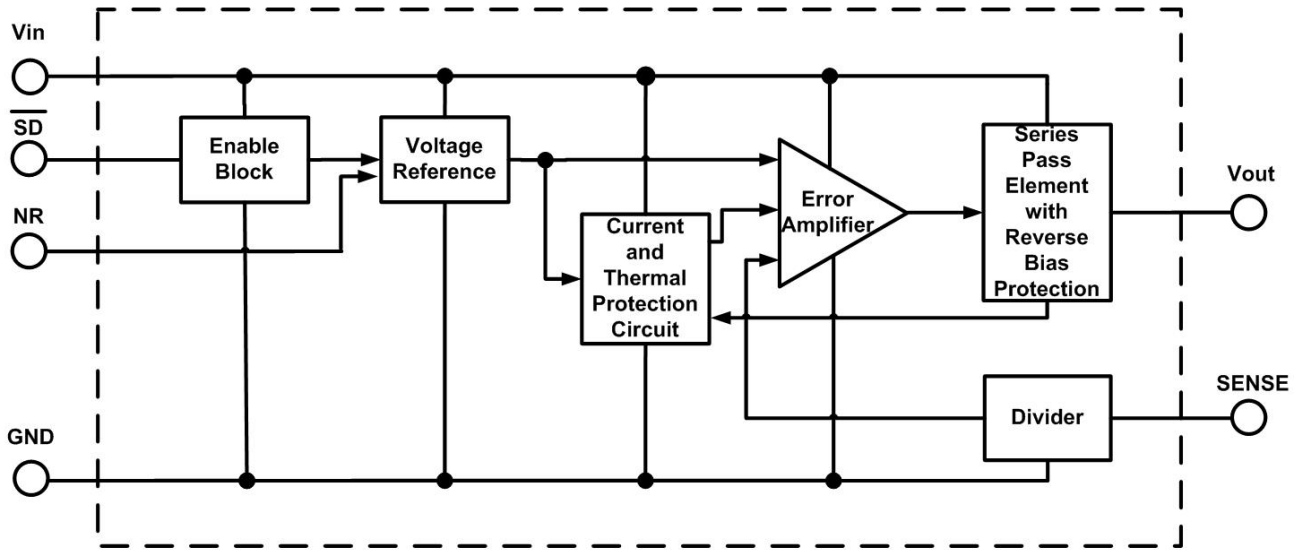 Vin
SD
Enable
Block
Voltage
Reference
NR
Current
and
Thermal
Protection
Circuit
Error
Amplifier
Series
Pass
Element
with
Reverse
Bias
Protection
Vout
GND
Divider
SENSE